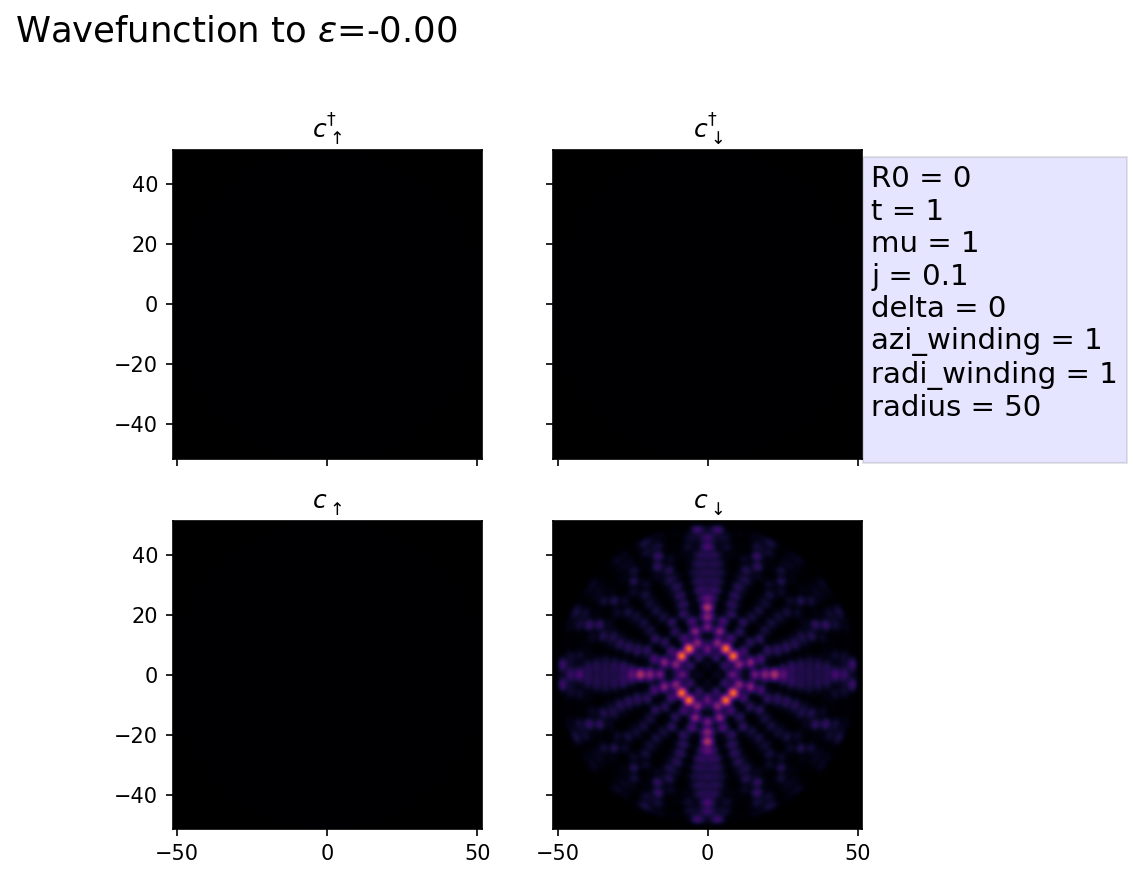 Wavefunction to ε=-0.00
c†↑
c†↓
40
20
0
−20
−40
R0 = 0
t = 1
mu = 1
j = 0.1
delta = 0
azi_winding = 1
radi_winding = 1
radius = 50
c↑
c↓
40
20
0
−20
−40
−50 0 50
−50 0 50